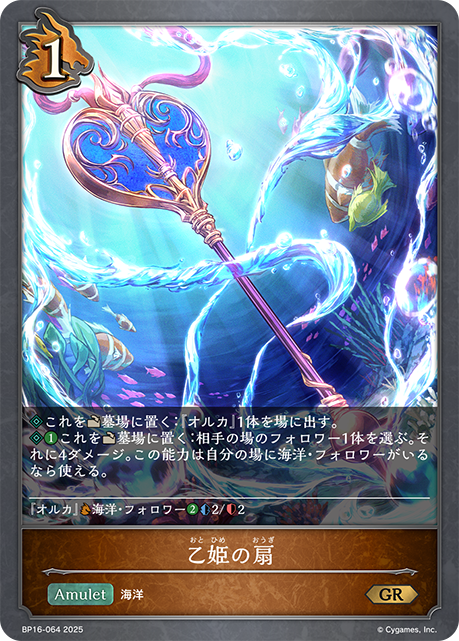 1
これを墓場に置く：『オルカ』1体を場に出す。
1これを墓場に置く：相手の場のフォロワー1体を選ぶ。そ
れに4ダメージ。この能力は自分の場に海洋・フォロワーがいる
なら使える。
『オルカ』海洋・フォロワー2 2/2
おと ひめ おうぎ
乙姫の扇
Amulet 海洋 GR
BP16-064 2025 © Cygames, Inc.